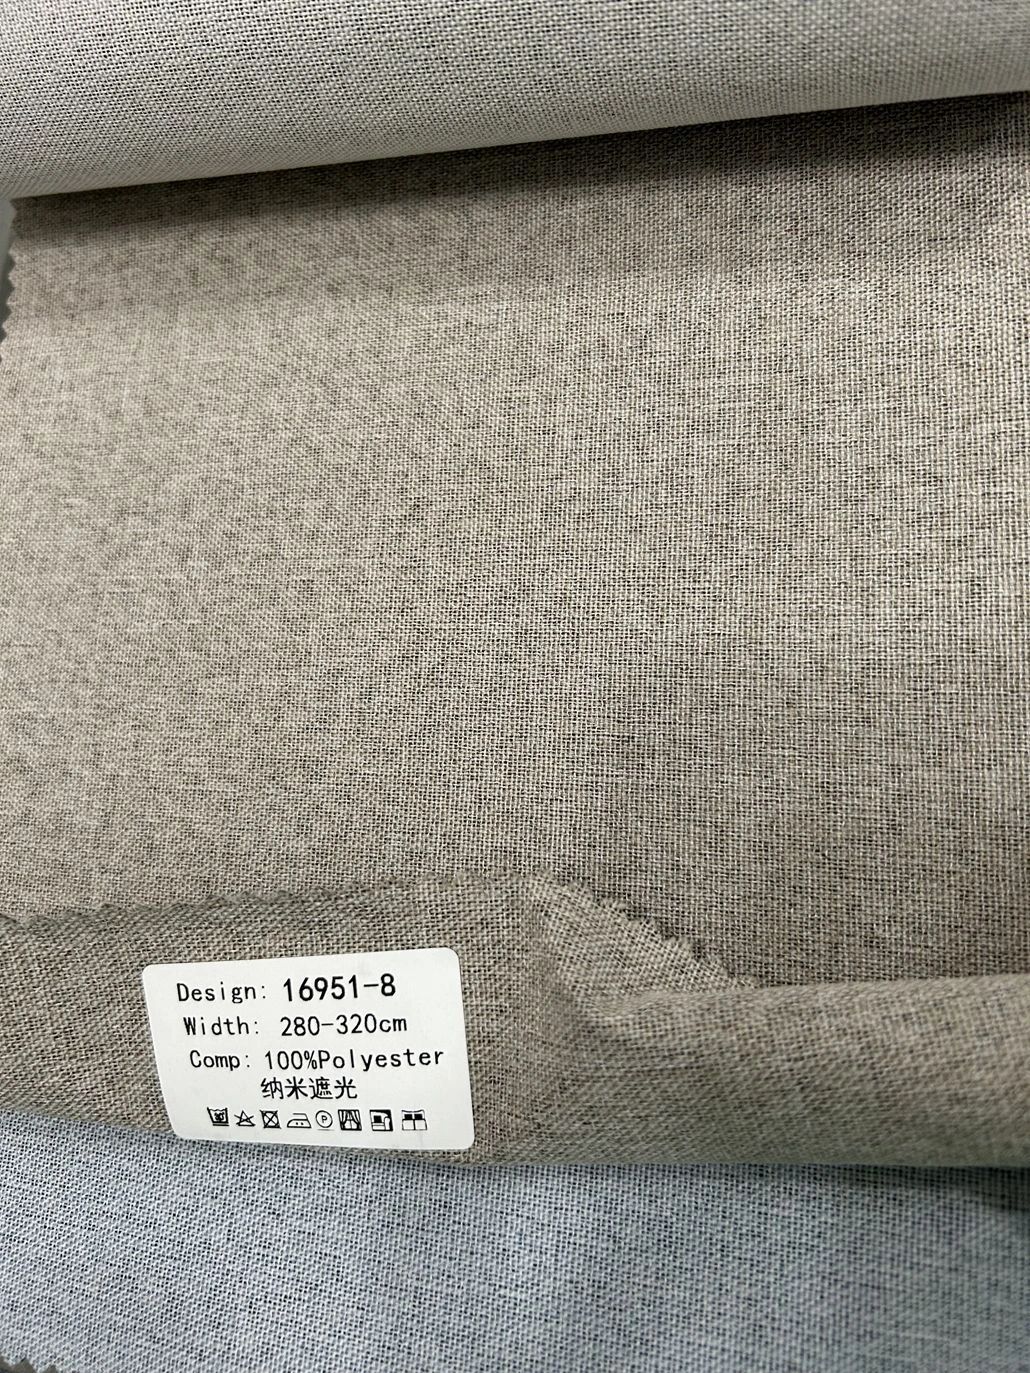 Design: 16951-8
Width: 280-320cm
Comp: 100%Polyester
纳米遮光
P